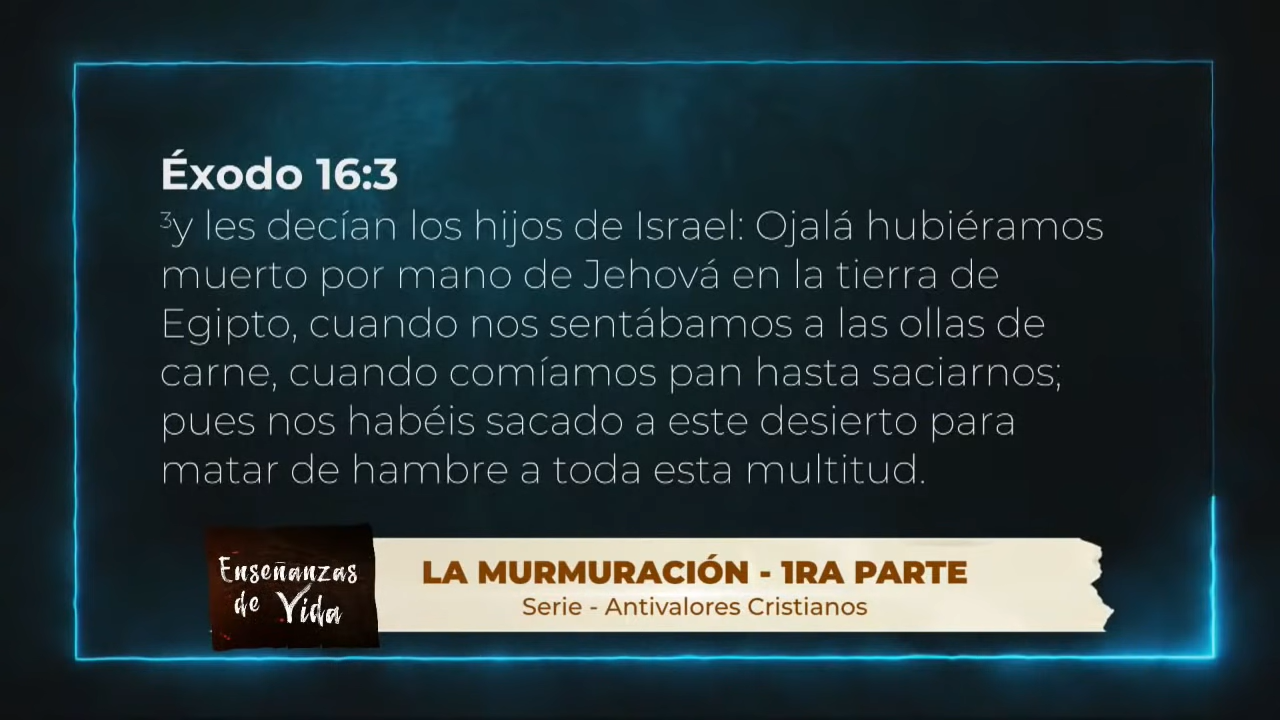 Éxodo 16:3
³y les decían los hijos de Israel: Ojalá hubiéramos
muerto por mano de Jehová en la tierra de
Egipto, cuando nos sentábamos a las ollas de
carne, cuando comíamos pan hasta saciarnos;
pues nos habéis sacado a este desierto para
matar de hambre a toda esta multitud.
Enseñanzas
de Vida
LA MURMURACIÓN - 1RA PARTE
Serie - Antivalores Cristianos